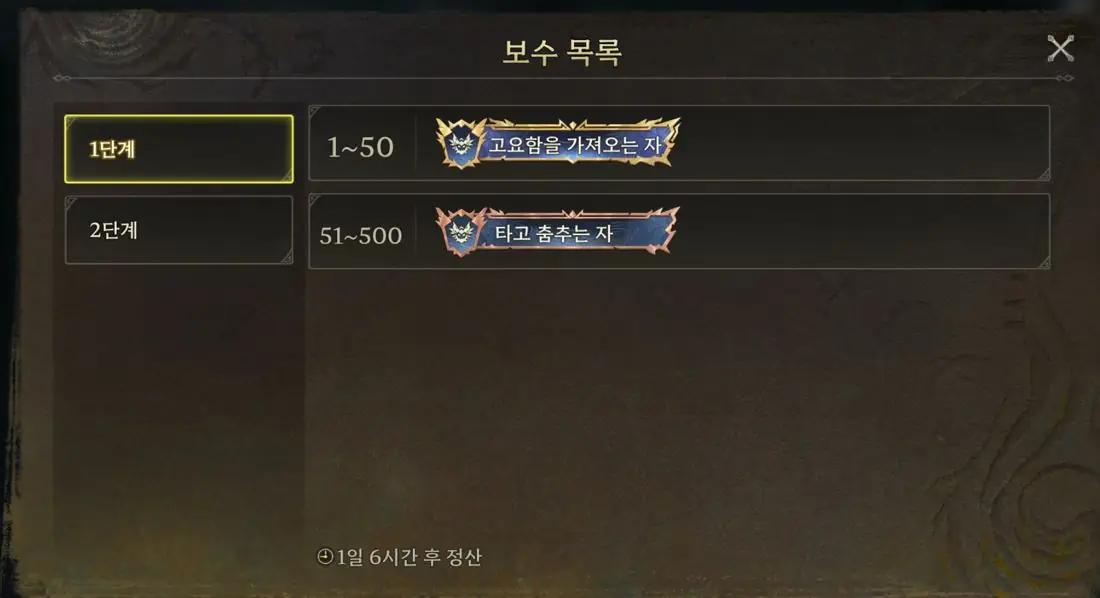 보수 목록
1단계
2단계
1~50
고요함을 가져오는 자
51~500
타고 춤추는 자
1일 6시간 후 정산